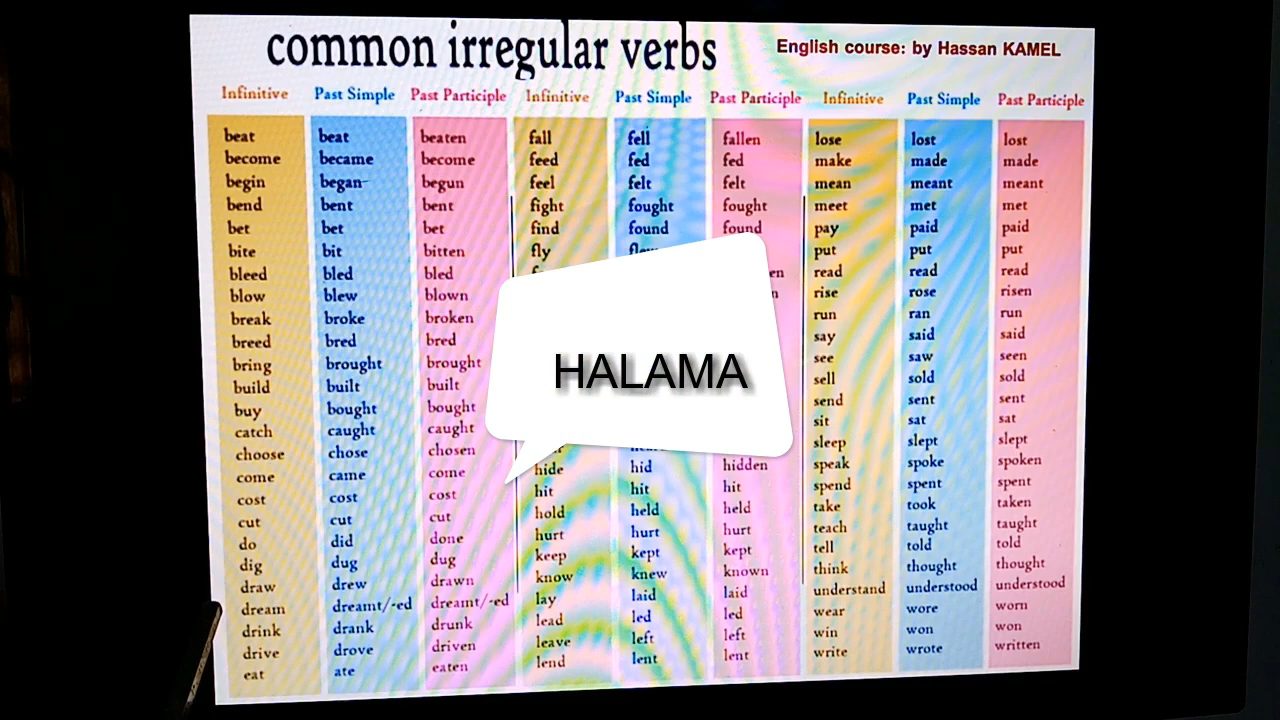 common irregular verbs
English course: by Hassan KAMEL
Infinitive Past Simple Past Participle Infinitive Past Simple Past Participle Infinitive Past Simple Past Participle
beat beat beaten fall fell fallen lose lost lost
become became become feed fed fed make made made
begin began begun feel felt felt mean meant meant
bend bent bent fight fought fought meet met met
bet bet bet find found found pay paid paid
bite bit bitten fly put put put
bleed bled bled read read read
blow blew blown rise rose risen
break broke broken run ran run
breed bred bred say said said
bring brought brought see saw seen
HALAMA
build built built sell sold sold
buy bought bought send sent sent
catch caught caught sit sat sat
choose chose chosen sleep slept slept
come came come hide hid hidden speak spoke spoken
cost cost cost hit hit hit spend spent spent
cut cut cut hold held held take took taken
do did done hurt hurt hurt teach taught taught
dig dug dug keep kept kept tell told told
draw drew drawn know knew known think thought thought
dream dreamt/-ed dreamt/-ed lay laid laid understand understood understood
drink drank drunk lead led led wear wore worn
drive drove driven leave left left win won won
eat ate eaten lend lent lent write wrote written